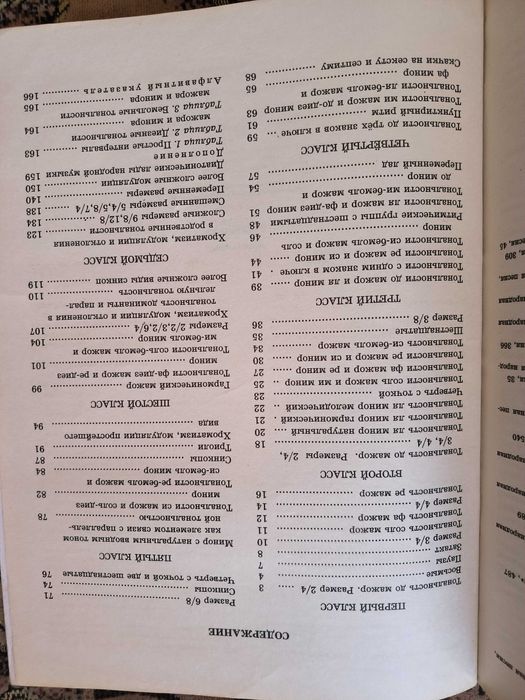 СОДЕРЖАНИЕ
ПЕРВЫЙ КЛАСС
Тональность до мажор. Размер 2/4 3
Восьмые 4
Паузы 7
Затакт 8
Размер 3/4 10
Тональность соль мажор 11
Тональность фа мажор 12
Размер 4/4 14
Тональность ре мажор 16
ВТОРОЙ КЛАСС
Тональность до мажор. Размеры 2/4,
3/4, 4/4 18
Тональность ля минор натуральный 20
Тональность ля минор гармонический 21
Тональность ля минор мелодический 22
Четверть с точкой 23
Тональность соль мажор и ми минор 25
Тональность фа мажор и ре минор 27
Тональность ре мажор и си минор 30
Тональность си-бемоль мажор 34
Шестнадцатые 35
Размер 3/8 36
ТРЕТИЙ КЛАСС
Тональность до мажор и ля минор 39
Тональности с одним знаком в ключе 41
Тональности ре мажор и си минор 44
Тональности си-бемоль мажор и соль
минор 46
Ритмические группы с шестнадцатыми 48
Тональности ля мажор и фа-диез минор 51
Тональности ми-бемоль мажор и
до минор 54
Переменный лад 57
ЧЕТВЁРТЫЙ КЛАСС
Тональности до трёх знаков в ключе 59
Пунктирный ритм 61
Тональности ми мажор и до-диез минор 63
Тональности ля-бемоль мажор и
фа минор 65
Скачки на сексту и септиму 68
Размер 6/8 71
Синкопы 74
Четверть с точкой и две шестнадцатые 76
ПЯТЫЙ КЛАСС
Минор с натуральным вводным тоном
как элементом связи с параллель-
ной тональностью 78
Тональности си мажор и соль-диез
минор 82
Тональности ре-бемоль мажор и
си-бемоль минор 84
Синкопы 87
Триоли 91
Хроматизм, модуляции простейшего
вида 94
ШЕСТОЙ КЛАСС
Гармонический мажор 99
Тональности фа-диез мажор и ре-диез
минор 101
Тональности соль-бемоль мажор и
ми-бемоль минор 104
Размеры 2/2,3/2,6/4 107
Хроматизм, модуляции и отклонения в
тональность доминанты и парал-
лельную тональность 110
Более сложные виды синкоп 119
СЕДЬМОЙ КЛАСС
Хроматизм, модуляции и отклонения
в родственные тональности 123
Сложные размеры 9/8,12/8 134
Смешанные размеры 5/4,5/8,7/4 138
Переменные размеры 140
Более сложные модуляции 150
Диатонические лады народной музыки 159
Дополнение
Таблица 1. Простые интервалы 163
Таблица 2. Диезные тональности
мажора и минора 164
Таблица 3. Бемольные тональности
мажора и минора 165
Алфавитный указатель 166